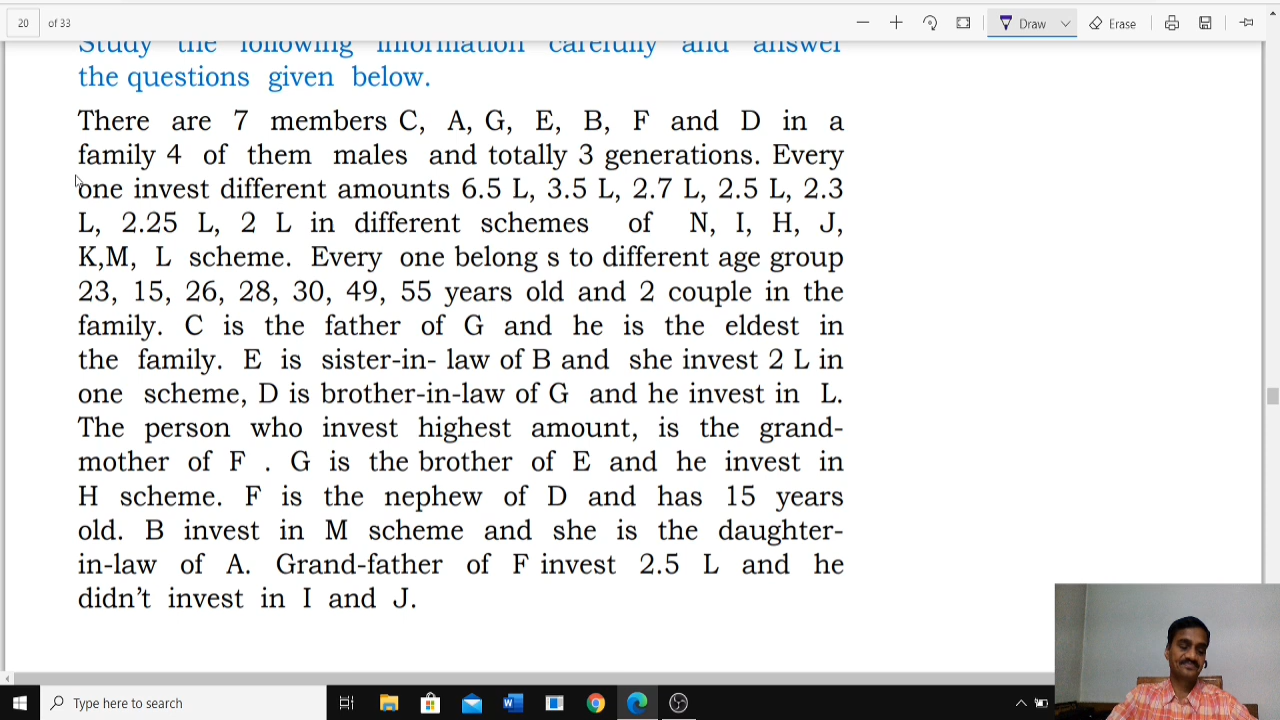 20 of 33
Draw
Erase
Study the following information carefully and answer
the questions given below.
There are 7 members C, A, G, E, B, F and D in a
family 4 of them males and totally 3 generations. Every
one invest different amounts 6.5 L, 3.5 L, 2.7 L, 2.5 L, 2.3
L, 2.25 L, 2 L in different schemes of N, I, H, J,
K,M, L scheme. Every one belong s to different age group
23, 15, 26, 28, 30, 49, 55 years old and 2 couple in the
family. C is the father of G and he is the eldest in
the family. E is sister-in- law of B and she invest 2 L in
one scheme, D is brother-in-law of G and he invest in L.
The person who invest highest amount, is the grand-
mother of F . G is the brother of E and he invest in
H scheme. F is the nephew of D and has 15 years
old. B invest in M scheme and she is the daughter-
in-law of A. Grand-father of F invest 2.5 L and he
didn't invest in I and J.
Type here to search